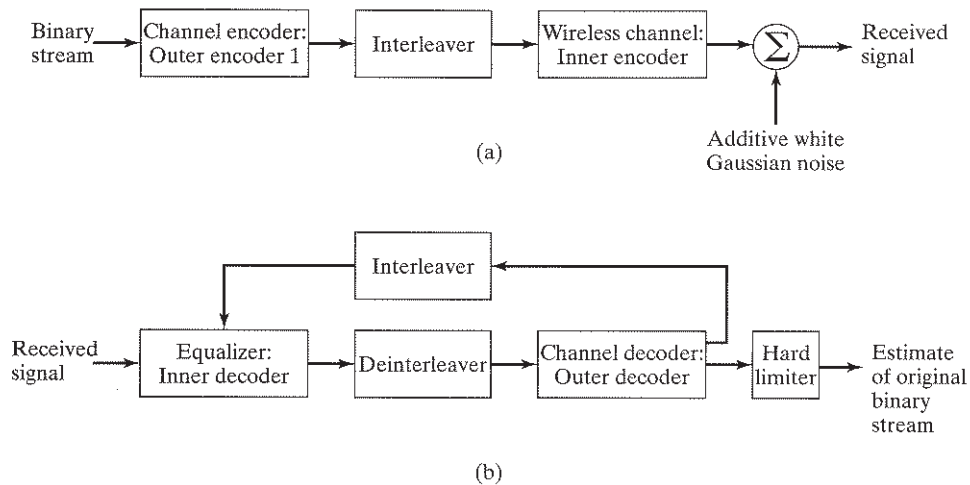 Binary
stream
Channel encoder:
Outer encoder 1
Interleaver
Wireless channel:
Inner encoder
Σ
Received
signal
Additive white
Gaussian noise
(a)
Interleaver
Received
signal
Equalizer:
Inner decoder
Deinterleaver
Channel decoder:
Outer decoder
Hard
limiter
Estimate
of original
binary
stream
(b)